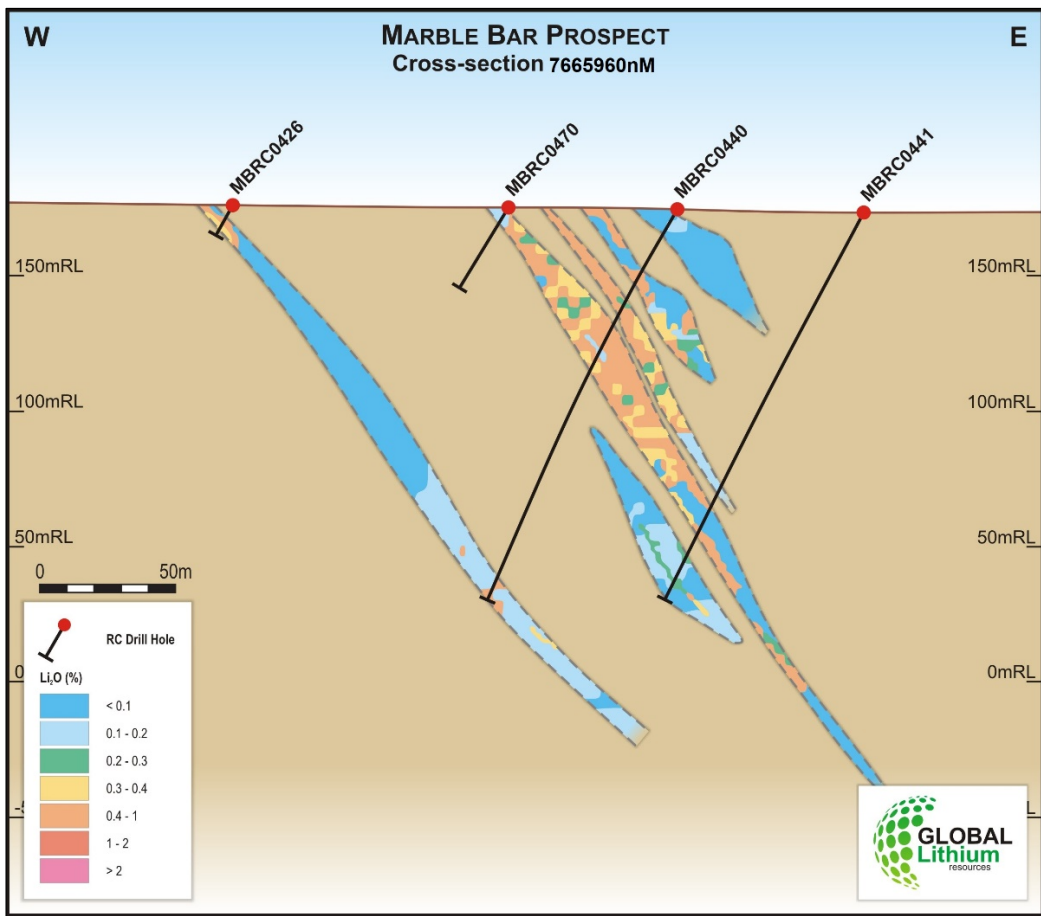 W
MARBLE BAR PROSPECT
E
Cross-section 7665960nM
MBRC0426
MBRC0470
MBRC0440
MBRC0441
150mRL
150mRL
100mRL
100mRL
50mRL
50mRL
0 50m
0mRL
RC Drill Hole
Li₂O (%)
< 0.1
0.1 - 0.2
0.2 - 0.3
0.3 - 0.4
0.4 - 1
1 - 2
> 2
GLOBAL
Lithium
resources